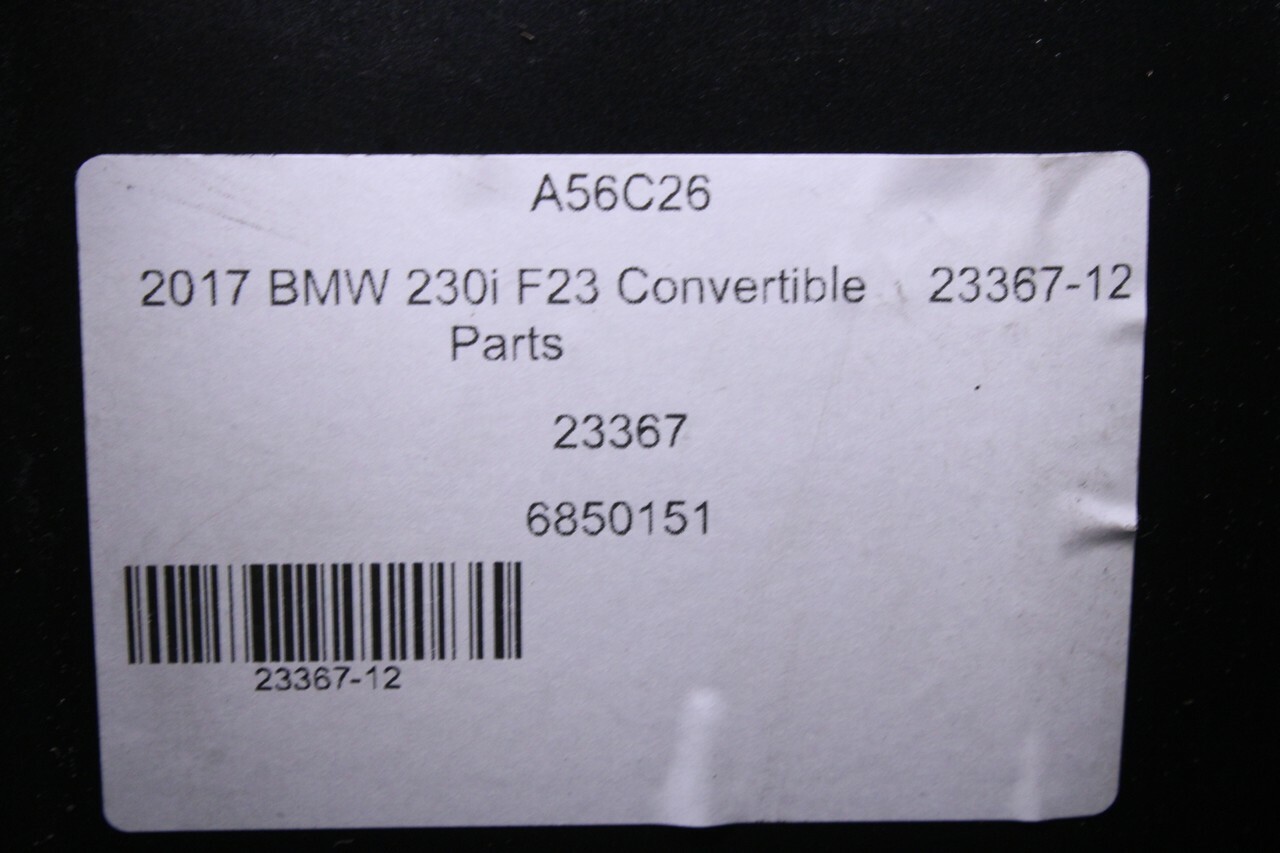 A56C26
2017 BMW 230i F23 Convertible 23367-12
Parts
23367
6850151
23367-12